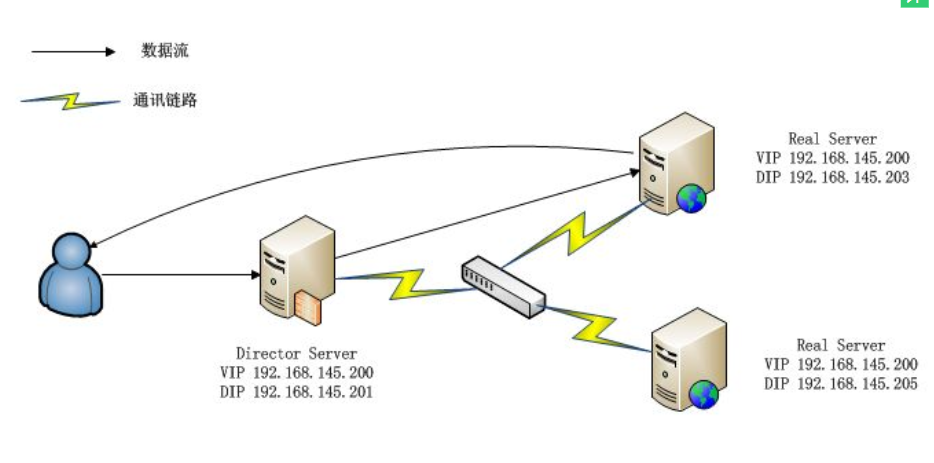 数据流
通讯链路
Real Server
VIP 192.168.145.200
DIP 192.168.145.203
Director Server
VIP 192.168.145.200
DIP 192.168.145.201
Real Server
VIP 192.168.145.200
DIP 192.168.145.205